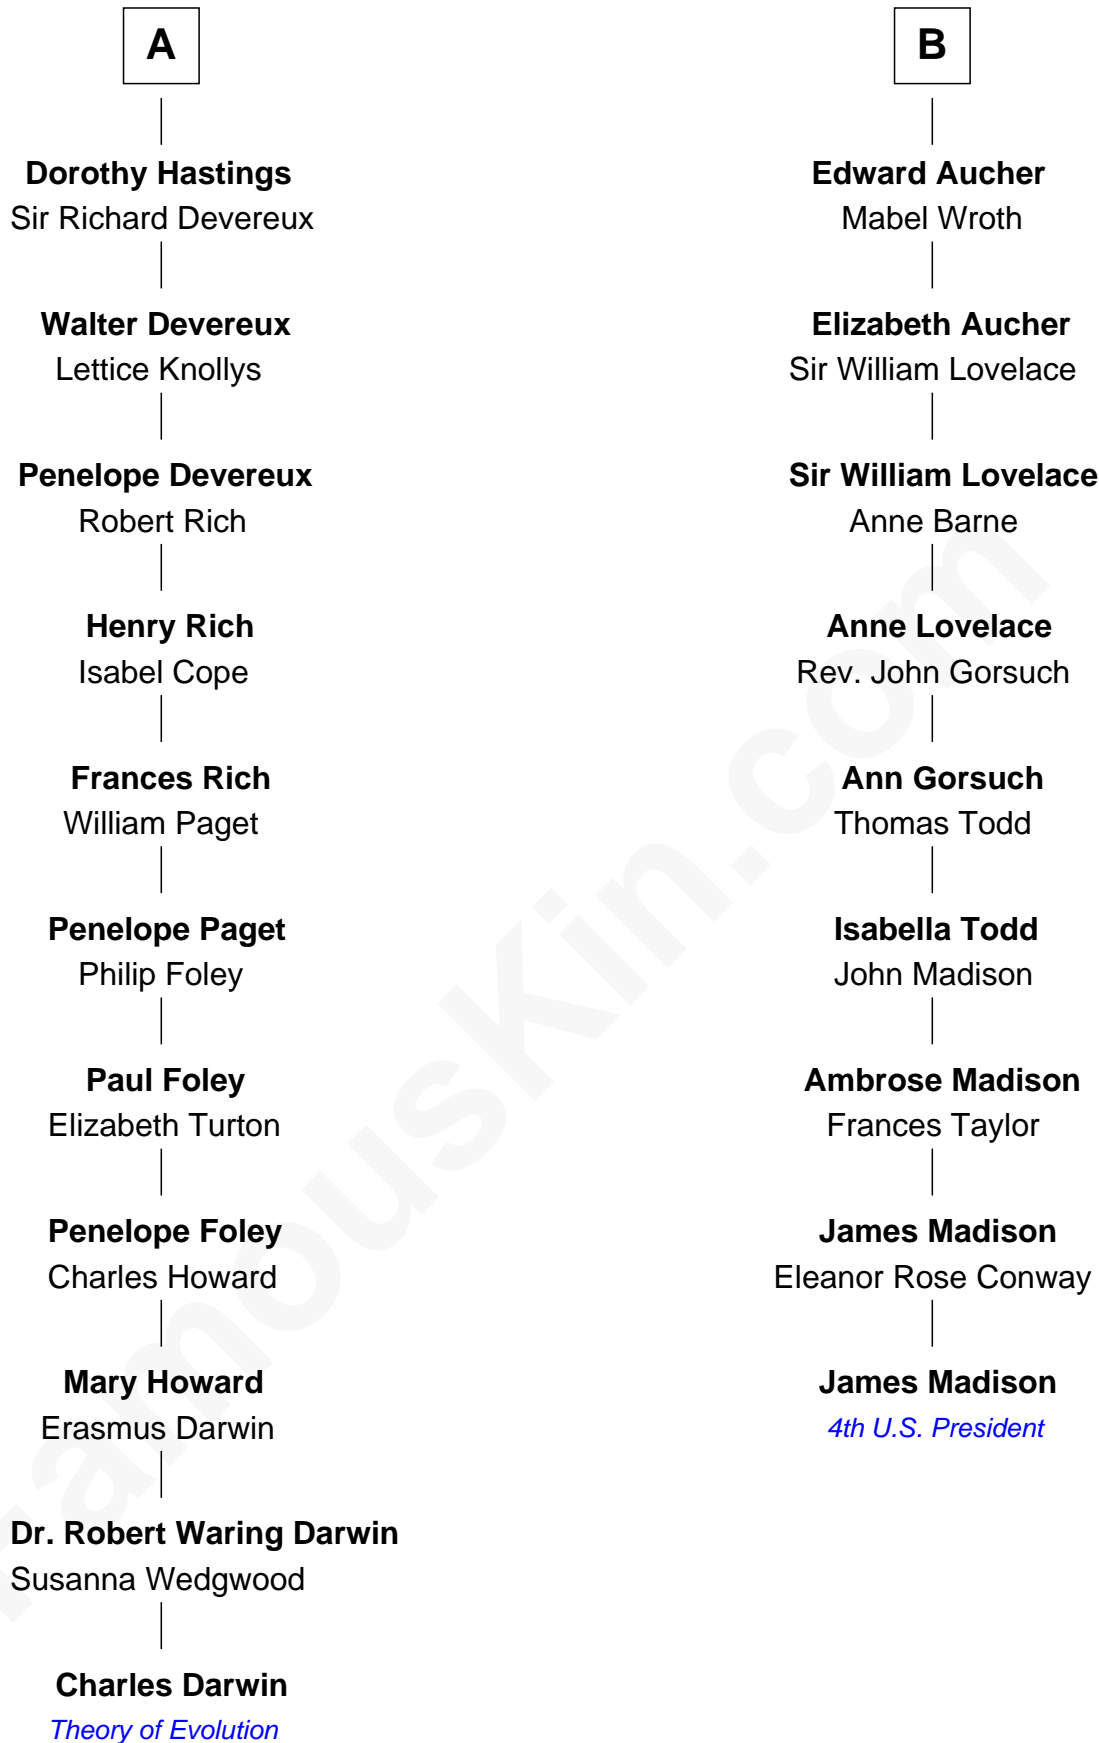 A
Dorothy Hastings
Sir Richard Devereux
Walter Devereux
Lettice Knollys
Penelope Devereux
Robert Rich
Henry Rich
Isabel Cope
Frances Rich
William Paget
Penelope Paget
Philip Foley
Paul Foley
Elizabeth Turton
Penelope Foley
Charles Howard
Mary Howard
Erasmus Darwin
Dr. Robert Waring Darwin
Susanna Wedgwood
Charles Darwin
Theory of Evolution
B
Edward Aucher
Mabel Wroth
Elizabeth Aucher
Sir William Lovelace
Sir William Lovelace
Anne Barne
Anne Lovelace
Rev. John Gorsuch
Ann Gorsuch
Thomas Todd
Isabella Todd
John Madison
Ambrose Madison
Frances Taylor
James Madison
Eleanor Rose Conway
James Madison
4th U.S. President
FamousKin.com